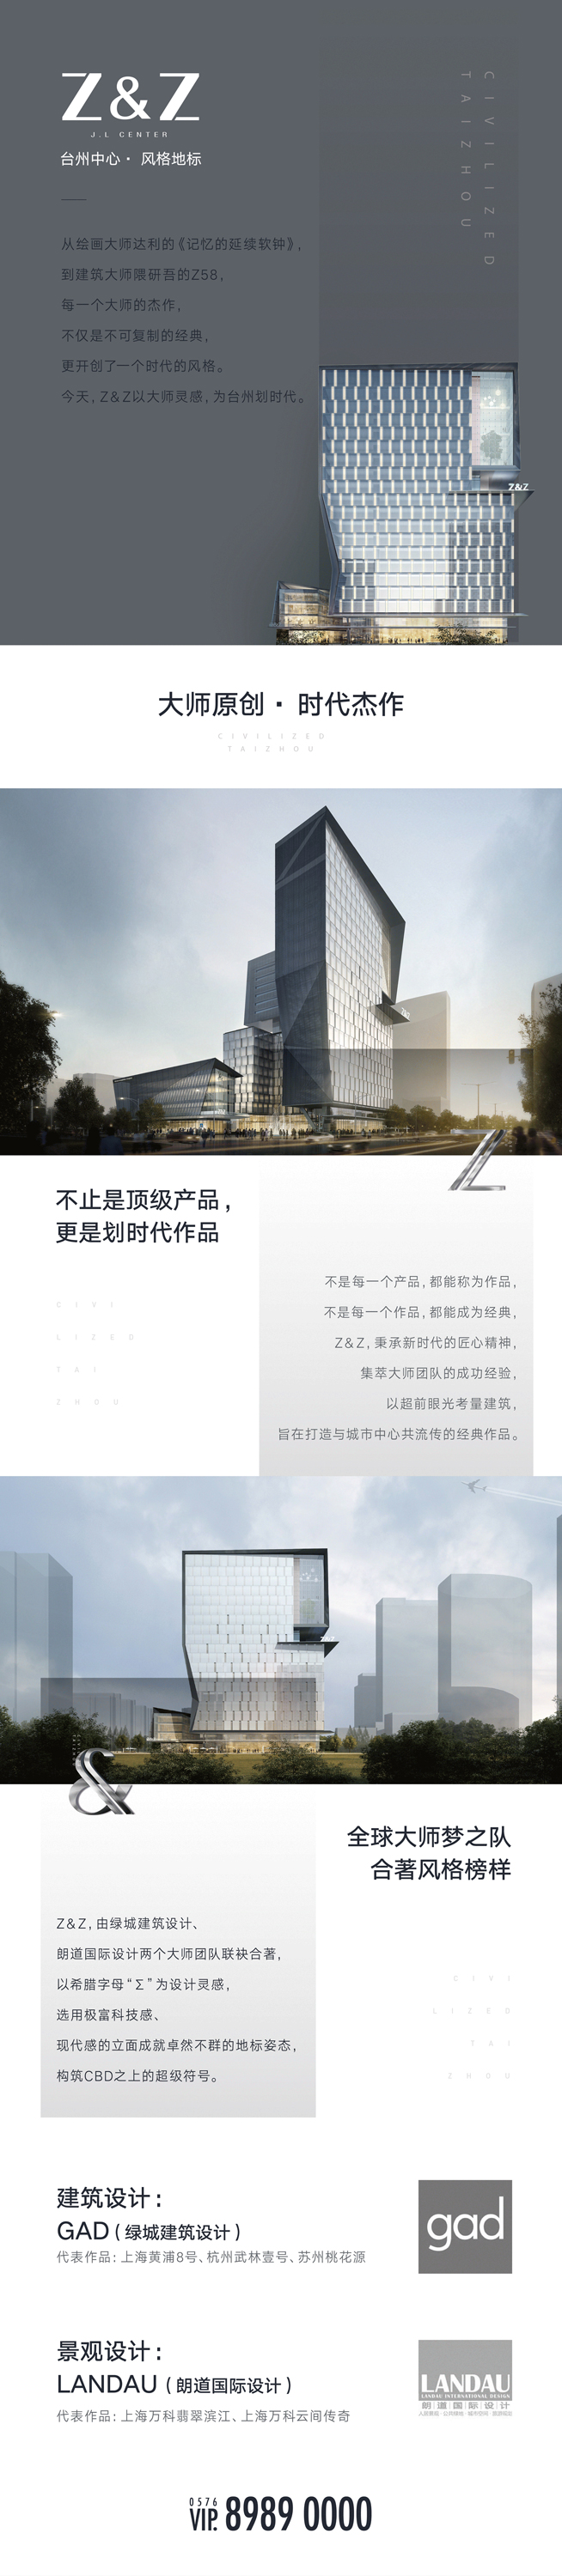 Z&Z
J.L CENTER
台州中心· 风格地标
CIVILIZED
TAIZHOU
从绘画大师达利的《记忆的延续软钟》,
到建筑大师隈研吾的Z58,
每一个大师的杰作,
不仅是不可复制的经典,
更开创了一个时代的风格。
今天,Z&Z以大师灵感,为台州划时代。
Z&Z
大师原创· 时代杰作
CIVILIZED
TAIZHOU
Z
不止是顶级产品,
更是划时代作品
CIYI
LIZED
TAI
ZHOU
不是每一个产品,都能称为作品,
不是每一个作品,都能成为经典,
Z&Z,秉承新时代的匠心精神,
集萃大师团队的成功经验,
以超前眼光考量建筑,
旨在打造与城市中心共流传的经典作品。
Z&Z
&
全球大师梦之队
合著风格榜样
Z&Z,由绿城建筑设计、
朗道国际设计两个大师团队联袂合著,
以希腊字母“Σ”为设计灵感,
选用极富科技感、
现代感的立面成就卓然不群的地标姿态,
构筑CBD之上的超级符号。
CIYI
LIZED
TAI
ZHOU
建筑设计:
GAD(绿城建筑设计)
代表作品:上海黄浦8号、杭州武林壹号、苏州桃花源
gad
景观设计:
LANDAU(朗道国际设计)
代表作品:上海万科翡翠滨江、上海万科云间传奇
LANDAU
LANDAU INTERNATIONAL DESIGN
朗道国际设计
0576
VIP. 8989 0000